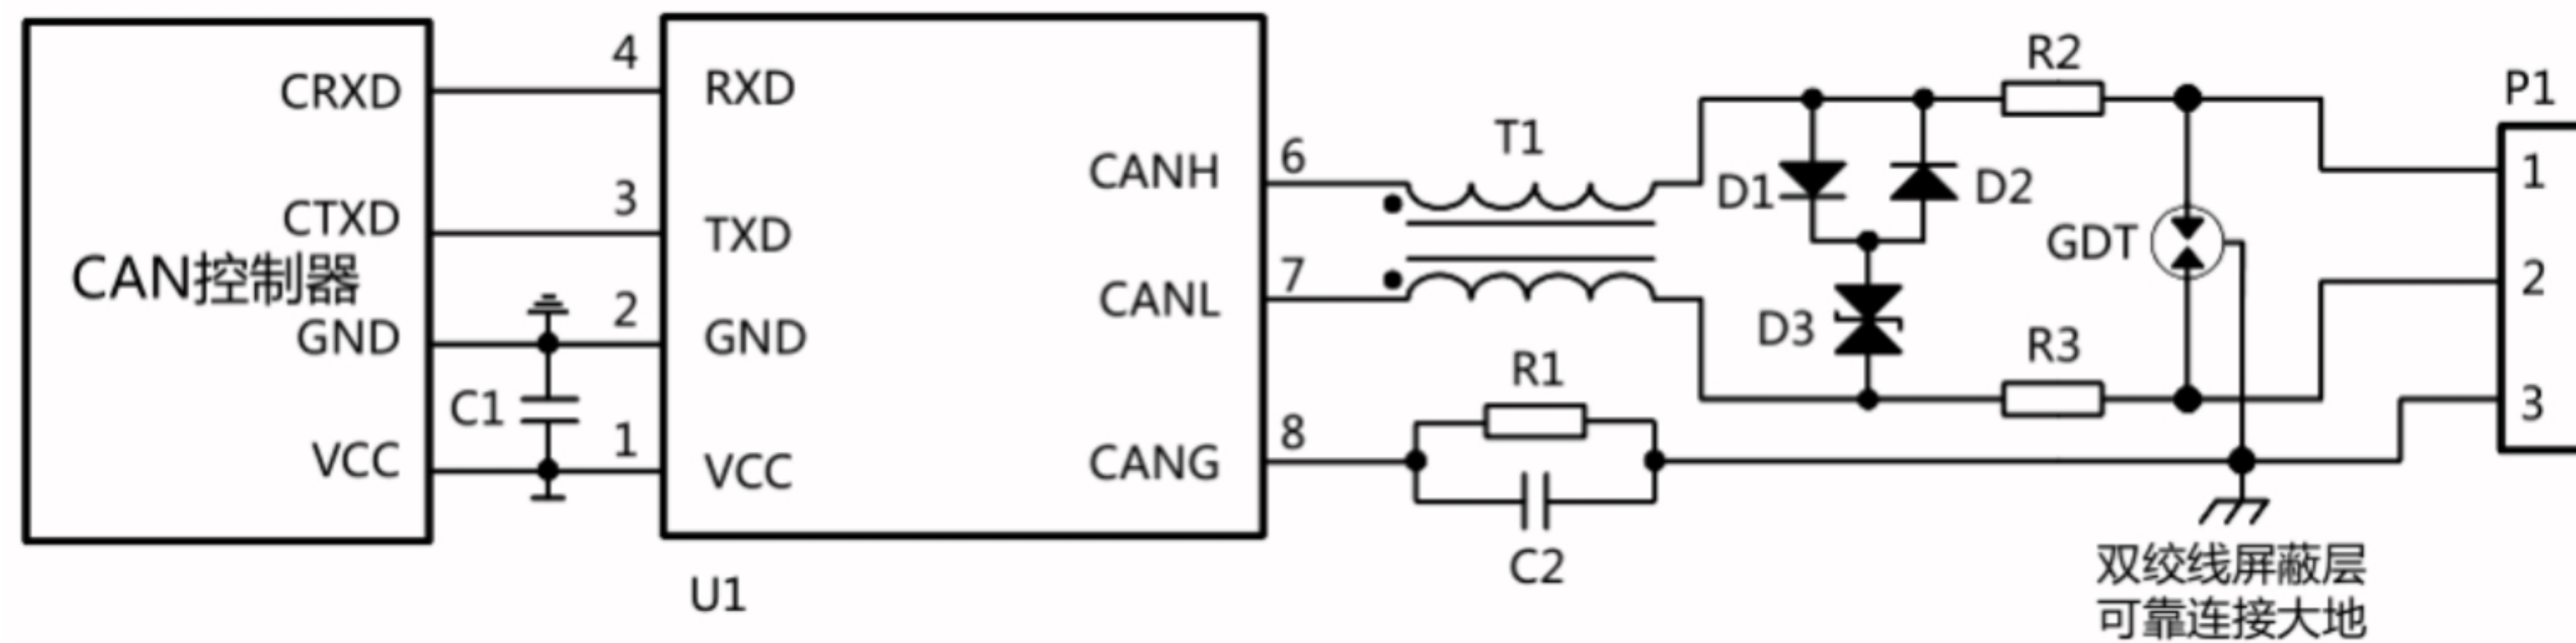 CAN控制器
CRXD
CTXD
GND
VCC
4
3
2
1
C1
RXD
TXD
GND
VCC
CANH
CANL
CANG
U1
6
7
8
T1
R1
C2
D1
D2
D3
R2
R3
GDT
P1
1
2
3
双绞线屏蔽层
可靠连接大地